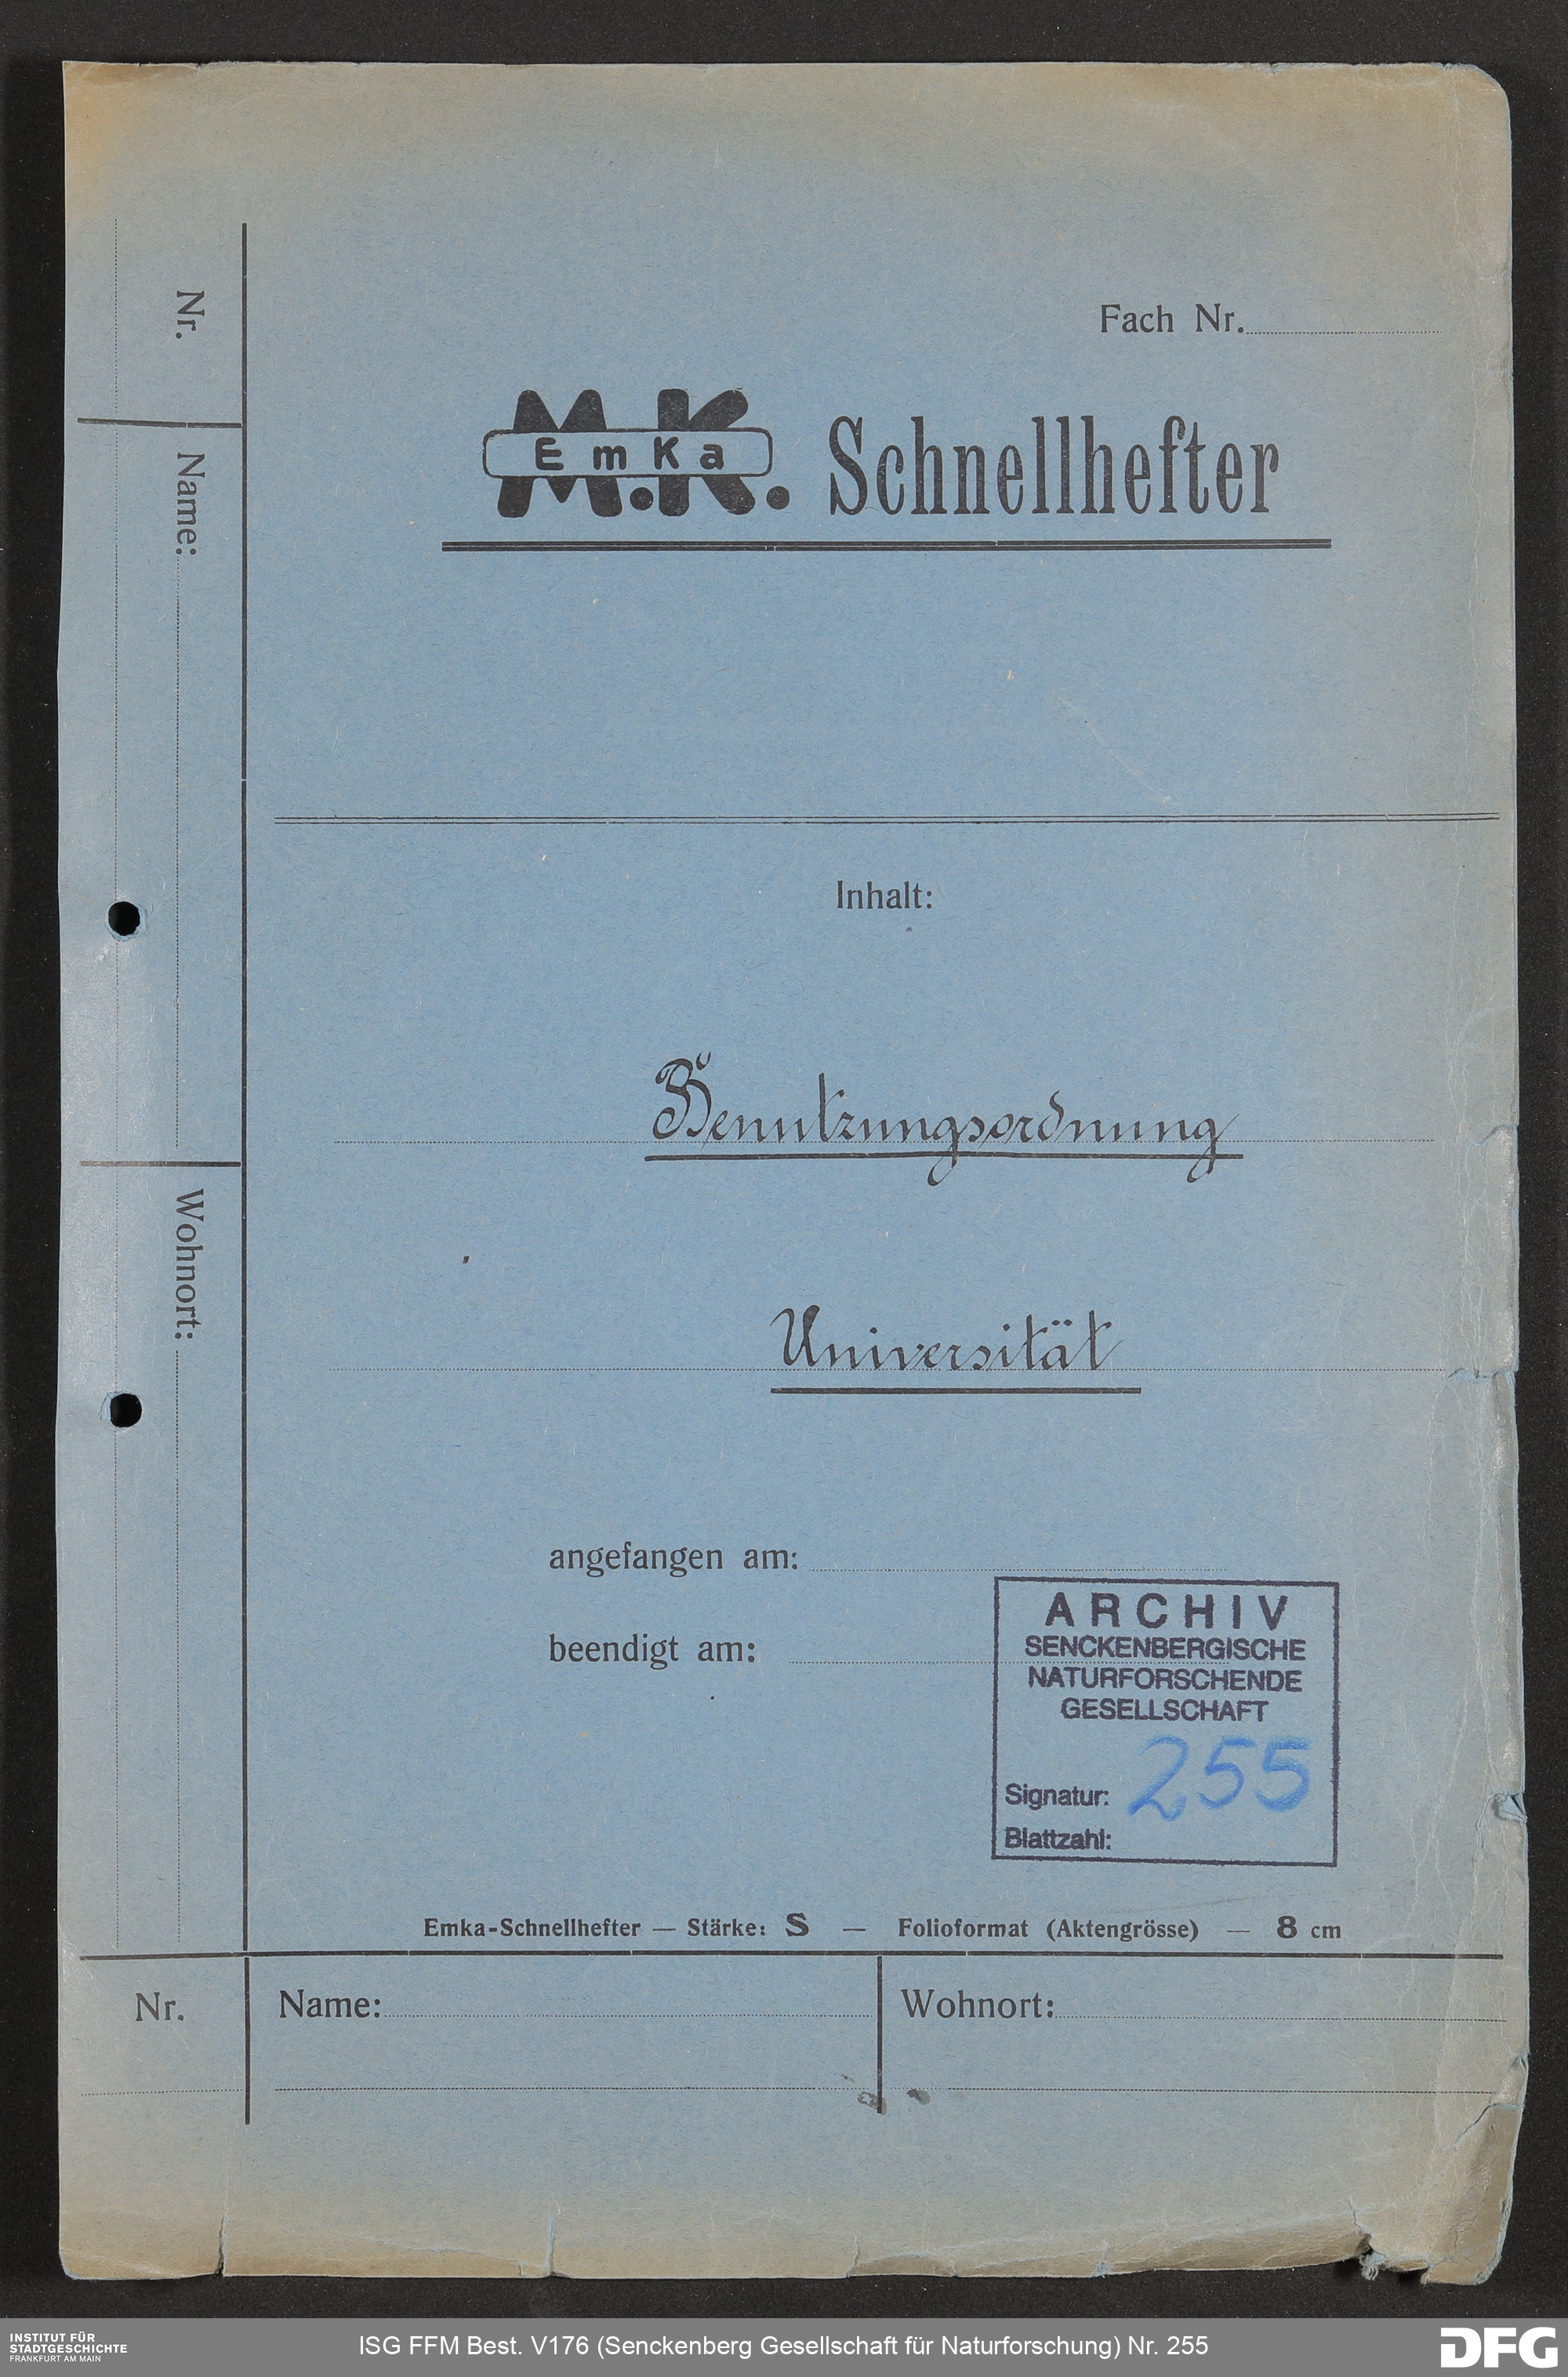 Fach Nr.
M.K.
EmKa
Schnellhefter
Inhalt:
Benutzungsordnung
Universität
angefangen am:
beendigt am:
ARCHIV
SENCKENBERGISCHE
NATURFORSCHENDE
GESELLSCHAFT
Signatur: 255
Blattzahl:
Emka-Schnellhefter — Stärke: S — Folioformat (Aktengrösse) — 8 cm
Nr.
Name:
Wohnort:
Nr.
Name:
Wohnort:
INSTITUT FÜR
STADTGESCHICHTE
FRANKFURT AM MAIN
ISG FFM Best. V176 (Senckenberg Gesellschaft für Naturforschung) Nr. 255
DFG